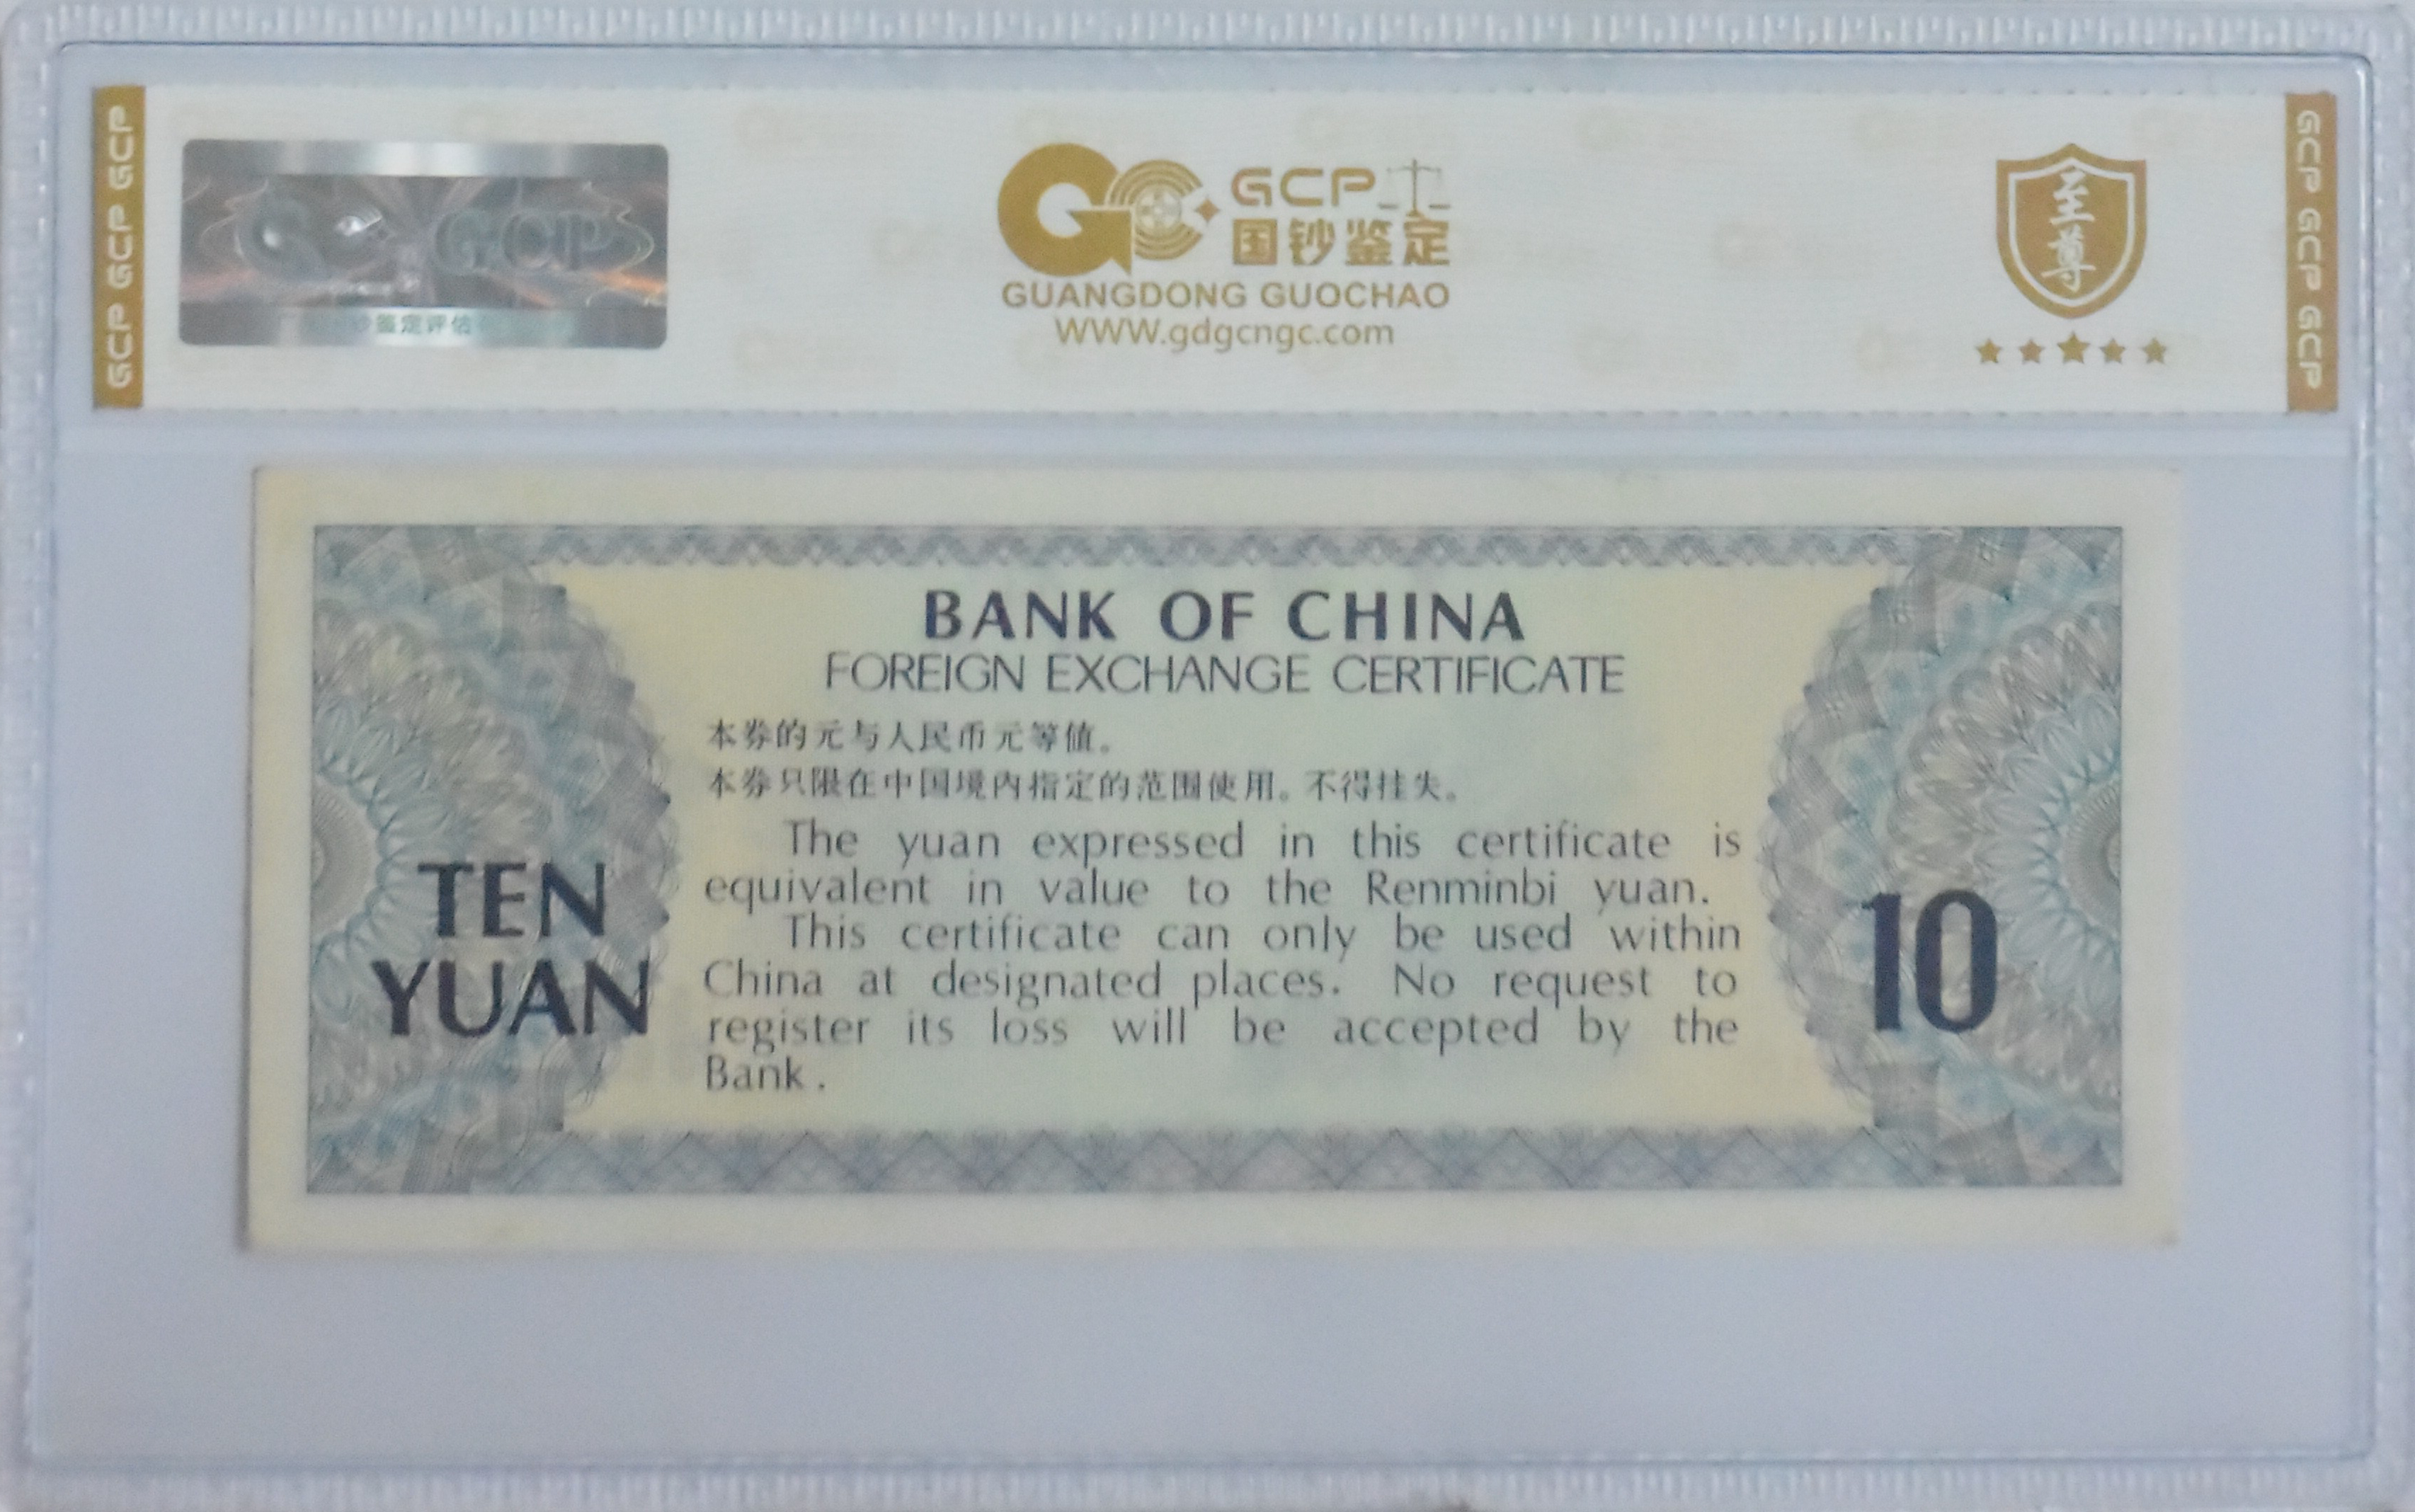 GCP GCP GCP
GCP
鉴定评估
GCP
国钞鉴定
GUANGDONG GUOCHAO
WWW.gdgcngc.com
至尊
GCP GCP GCP
BANK OF CHINA
FOREIGN EXCHANGE CERTIFICATE
本券的元与人民币元等值。
本券只限在中国境内指定的范围使用。不得挂失。
The yuan expressed in this certificate is
equivalent in value to the Renminbi yuan.
This certificate can only be used within
China at designated places. No request to
register its loss will be accepted by the
Bank.
TEN
YUAN
10